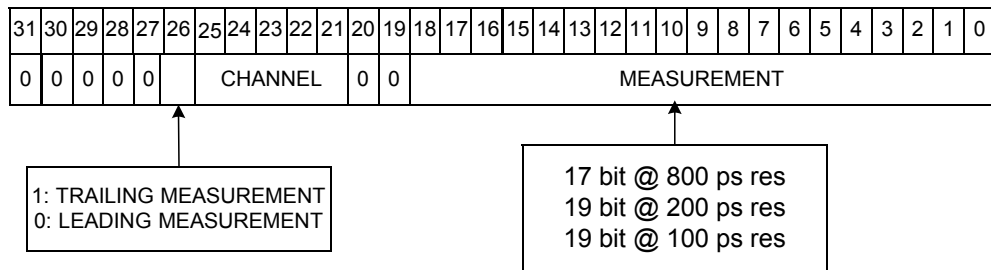 31 30 29 28 27 26 25 24 23 22 21 20 19 18 17 16 15 14 13 12 11 10 9 8 7 6 5 4 3 2 1 0
0 0 0 0 0 CHANNEL 0 0 MEASUREMENT
1: TRAILING MEASUREMENT
0: LEADING MEASUREMENT
17 bit @ 800 ps res
19 bit @ 200 ps res
19 bit @ 100 ps res